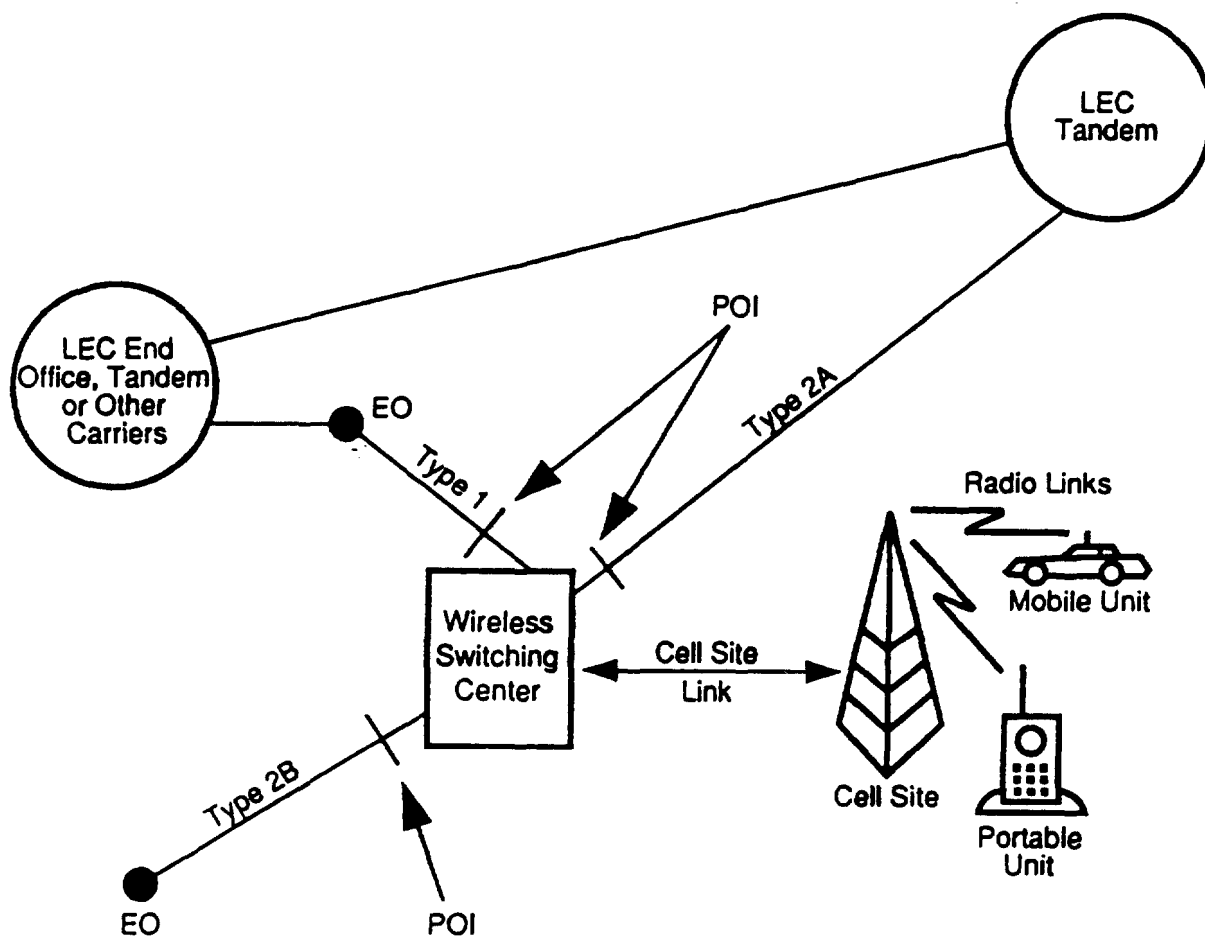 LEC
Tandem
POI
LEC End
Office, Tandem
or Other
Carriers
EO
Type 1
Type 2A
Radio Links
Mobile Unit
Wireless
Switching
Center
Cell Site
Link
Type 2B
Cell Site
Portable
Unit
EO
POI